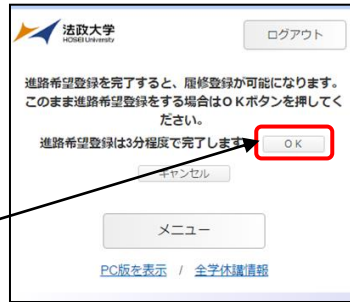 法政大学
HOSEI University
ログアウト
進路希望登録を完了すると、履修登録が可能になります。
このまま進路希望登録をする場合はＯＫボタンを押してく
ださい。
進路希望登録は3分程度で完了します
ＯＫ
キャンセル
メニュー
PC版を表示 / 全学休講情報